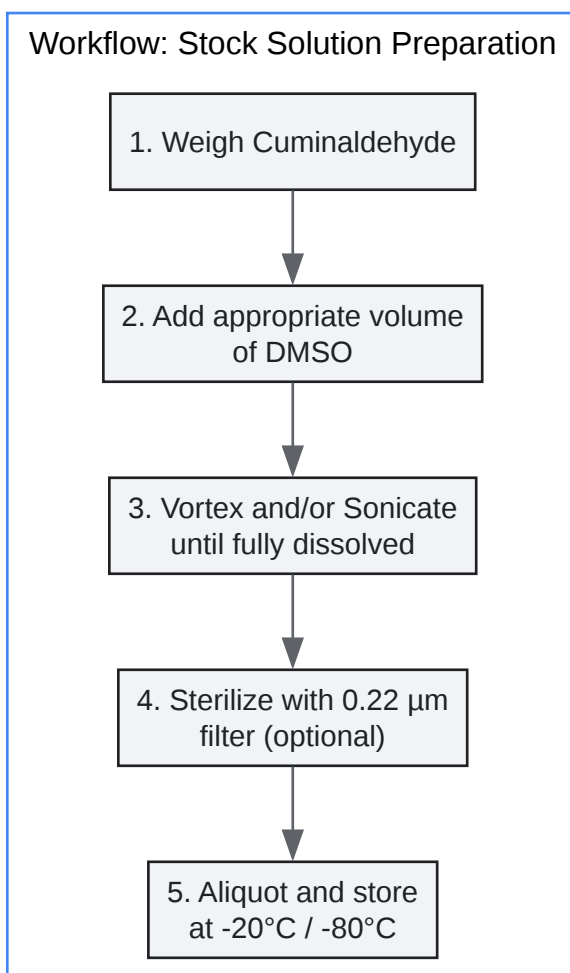 Workflow: Stock Solution Preparation
1. Weigh Cuminaldehyde
2. Add appropriate volume
of DMSO
3. Vortex and/or Sonicate
until fully dissolved
4. Sterilize with 0.22 µm
filter (optional)
5. Aliquot and store
at -20°C / -80°C